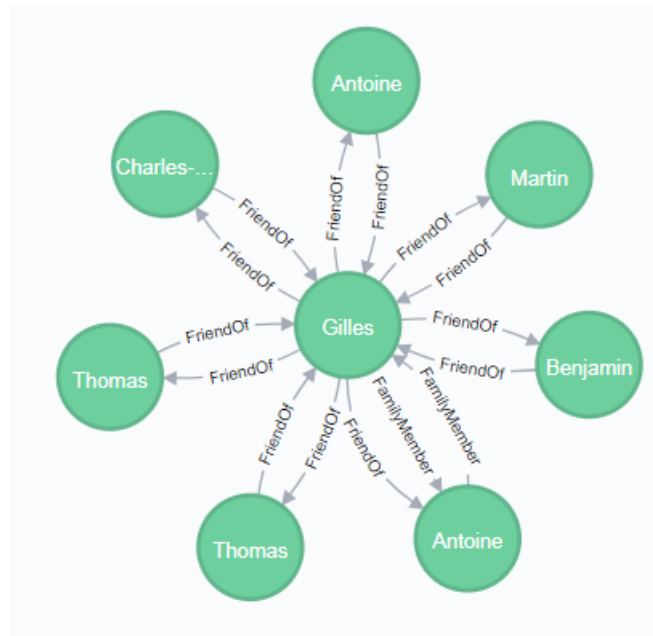 Antoine
Charles-...
Martin
FriendOf
FriendOf
FriendOf
FriendOf
FriendOf
FriendOf
Gilles
FriendOf
FriendOf
Thomas
FriendOf
FriendOf
Benjamin
FriendOf
FriendOf
FriendOf
FamilyMember
FamilyMember
Thomas
Antoine